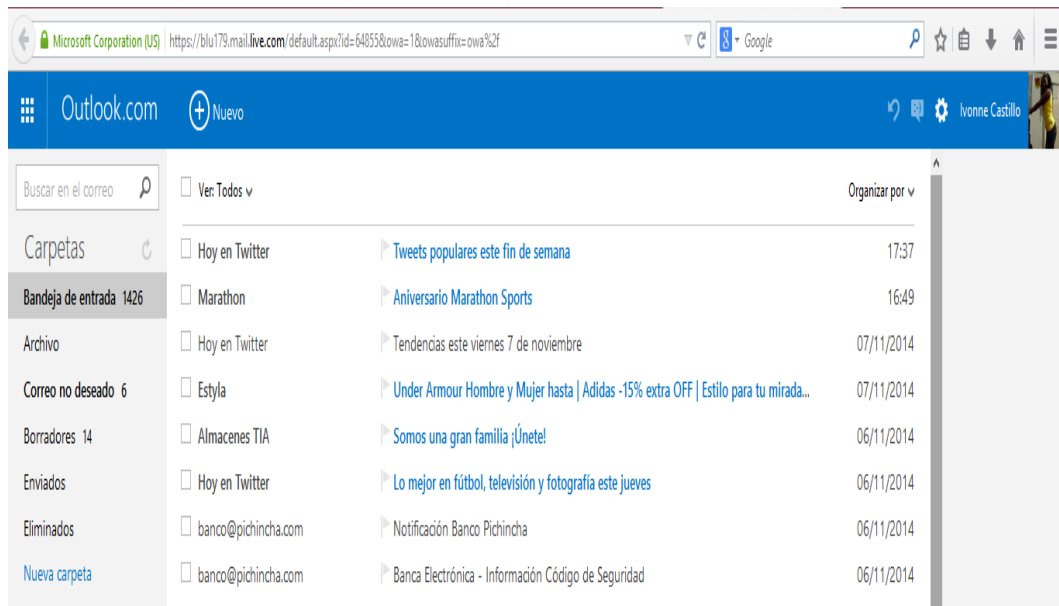 Microsoft Corporation (US) https://blu179.mail.live.com/default.aspx?id=64855&owa=1&owasuffix=owa%2f Google
Outlook.com Nuevo Ivonne Castillo
Buscar en el correo Ver: Todos Organizar por
Carpetas Hoy en Twitter Tweets populares este fin de semana 17:37
Bandeja de entrada 1426 Marathon Aniversario Marathon Sports 16:49
Archivo Hoy en Twitter Tendencias este viernes 7 de noviembre 07/11/2014
Correo no deseado 6 Estyla Under Armour Hombre y Mujer hasta | Adidas -15% extra OFF | Estilo para tu mirada... 07/11/2014
Borradores 14 Almacenes TIA Somos una gran familia ¡Únete! 06/11/2014
Enviados Hoy en Twitter Lo mejor en fútbol, televisión y fotografía este jueves 06/11/2014
Eliminados banco@pichincha.com Notificación Banco Pichincha 06/11/2014
Nueva carpeta banco@pichincha.com Banca Electrónica - Información Código de Seguridad 06/11/2014